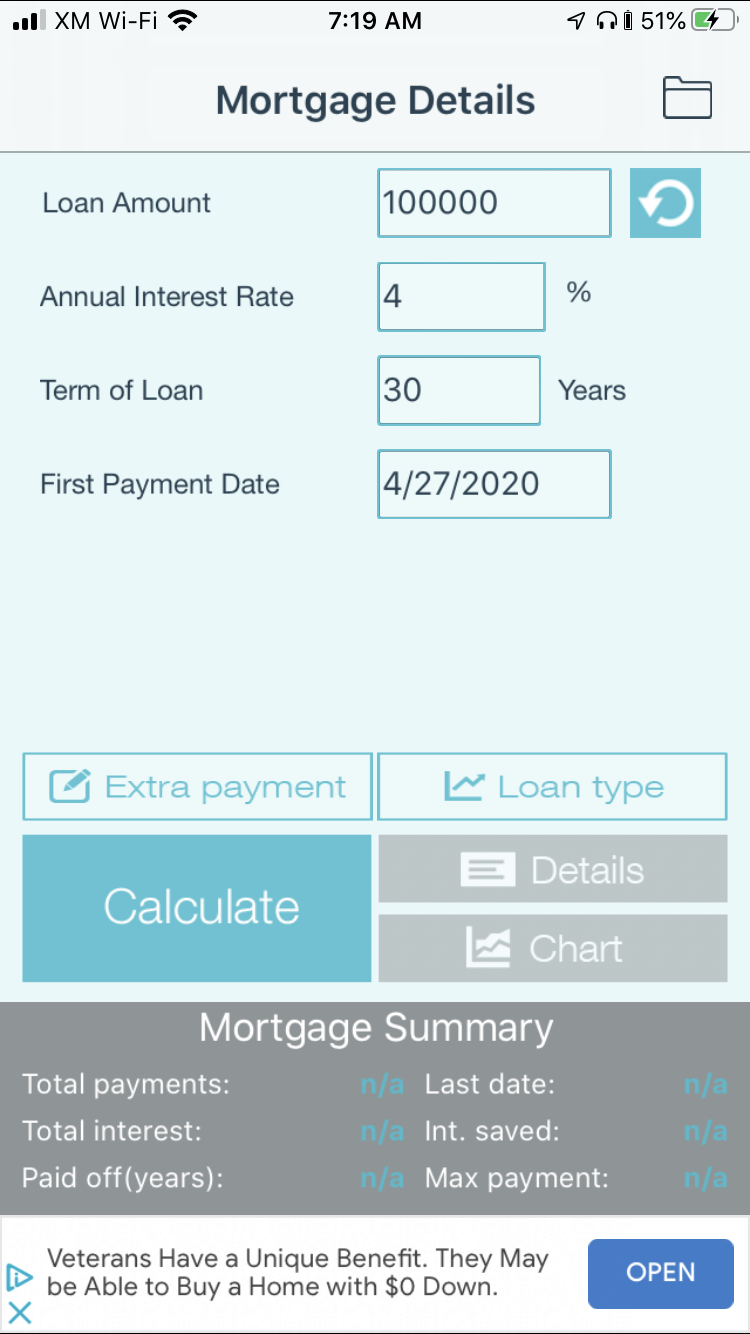 XM Wi-Fi 7:19 AM 51%
Mortgage Details
Loan Amount 100000
Annual Interest Rate 4 %
Term of Loan 30 Years
First Payment Date 4/27/2020
Extra payment Loan type
Calculate
Details
Chart
Mortgage Summary
Total payments: n/a Last date: n/a
Total interest: n/a Int. saved: n/a
Paid off(years): n/a Max payment: n/a
Veterans Have a Unique Benefit. They May
be Able to Buy a Home with $0 Down.
OPEN